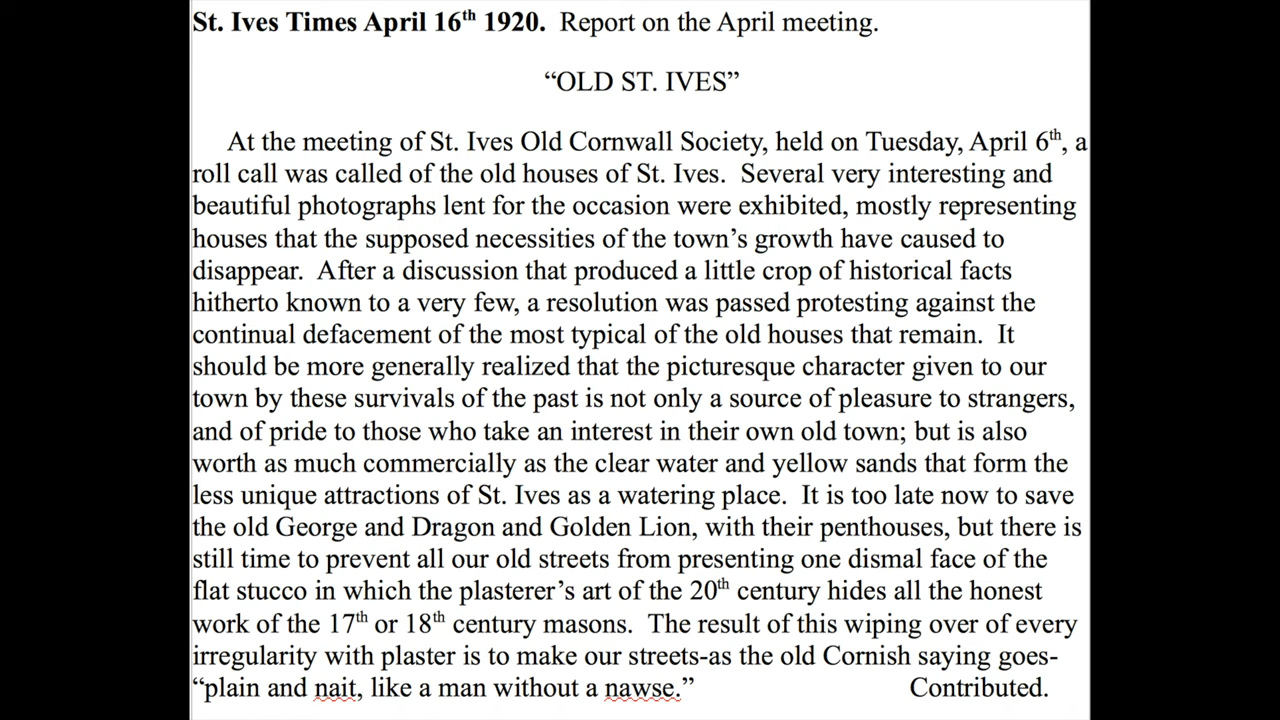 St. Ives Times April 16th 1920.  Report on the April meeting.
“OLD ST. IVES”
At the meeting of St. Ives Old Cornwall Society, held on Tuesday, April 6th, a
roll call was called of the old houses of St. Ives.  Several very interesting and
beautiful photographs lent for the occasion were exhibited, mostly representing
houses that the supposed necessities of the town’s growth have caused to
disappear.  After a discussion that produced a little crop of historical facts
hitherto known to a very few, a resolution was passed protesting against the
continual defacement of the most typical of the old houses that remain.  It
should be more generally realized that the picturesque character given to our
town by these survivals of the past is not only a source of pleasure to strangers,
and of pride to those who take an interest in their own old town; but is also
worth as much commercially as the clear water and yellow sands that form the
less unique attractions of St. Ives as a watering place.  It is too late now to save
the old George and Dragon and Golden Lion, with their penthouses, but there is
still time to prevent all our old streets from presenting one dismal face of the
flat stucco in which the plasterer’s art of the 20th century hides all the honest
work of the 17th or 18th century masons.  The result of this wiping over of every
irregularity with plaster is to make our streets-as the old Cornish saying goes-
“plain and nait, like a man without a nawse.” Contributed.